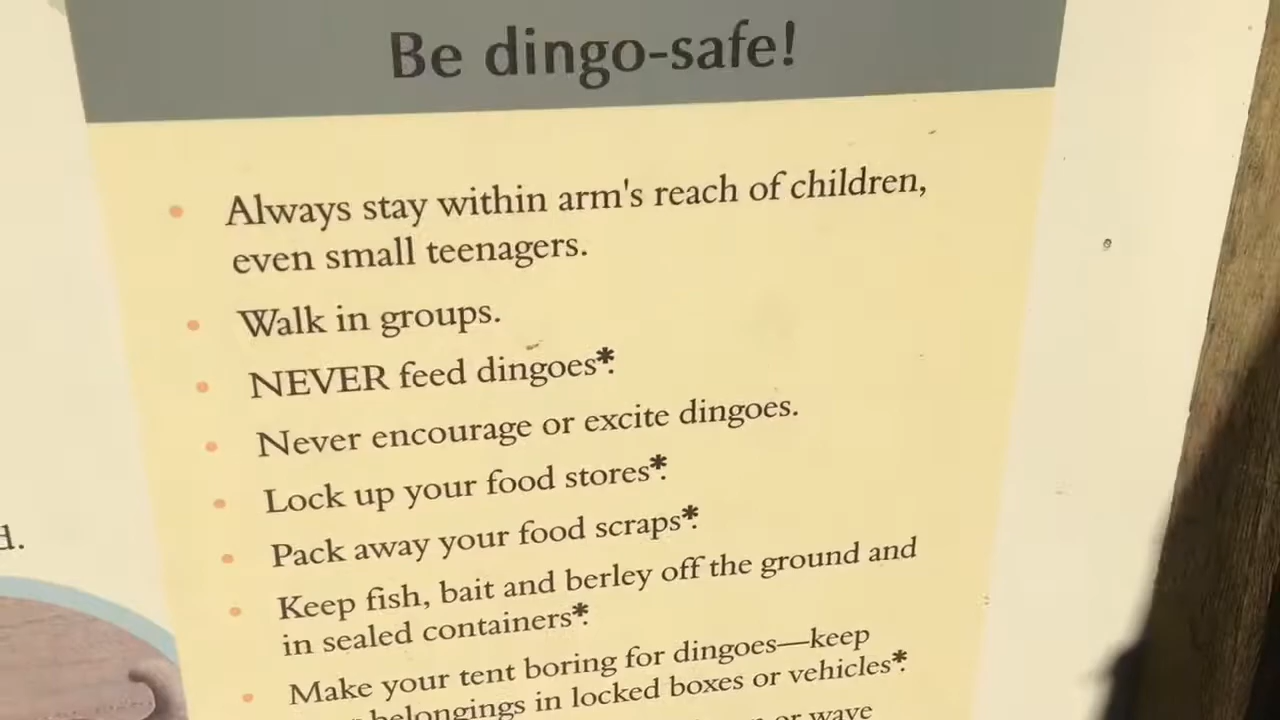 Be dingo-safe!
• Always stay within arm's reach of children,
even small teenagers.
• Walk in groups.
• NEVER feed dingoes*.
• Never encourage or excite dingoes.
• Lock up your food stores*.
• Pack away your food scraps*.
• Keep fish, bait and berley off the ground and
in sealed containers*.
• Make your tent boring for dingoes—keep
belongings in locked boxes or vehicles*.
or wave
d.